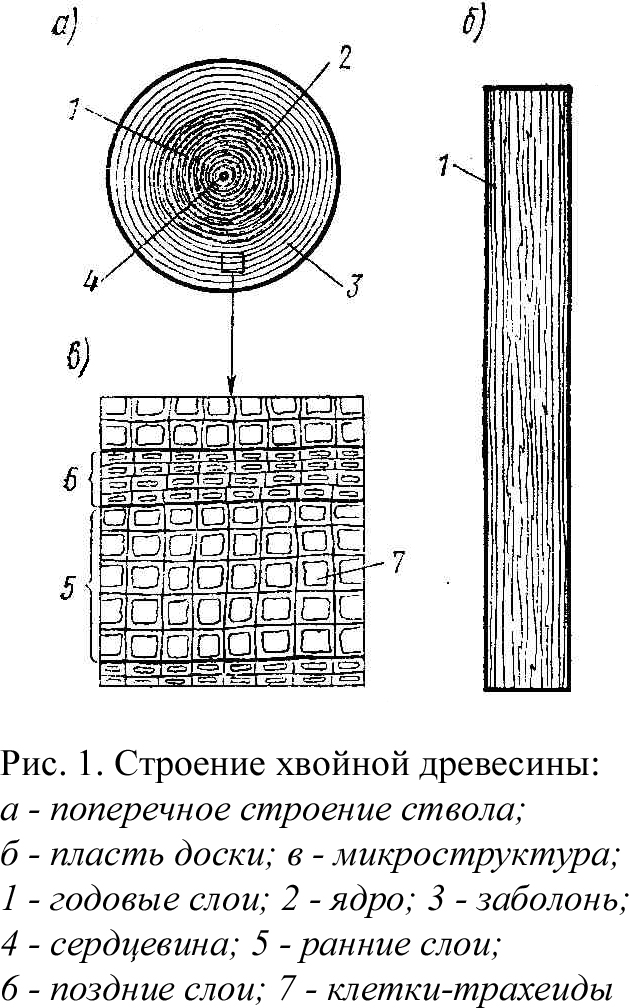 а)
б)
2
1
1
4
3
в)
6
5
7
Рис. 1. Строение хвойной древесины:
а - поперечное строение ствола;
б - пласть доски; в - микроструктура;
1 - годовые слои; 2 - ядро; 3 - заболонь;
4 - сердцевина; 5 - ранние слои;
6 - поздние слои; 7 - клетки-трахеиды